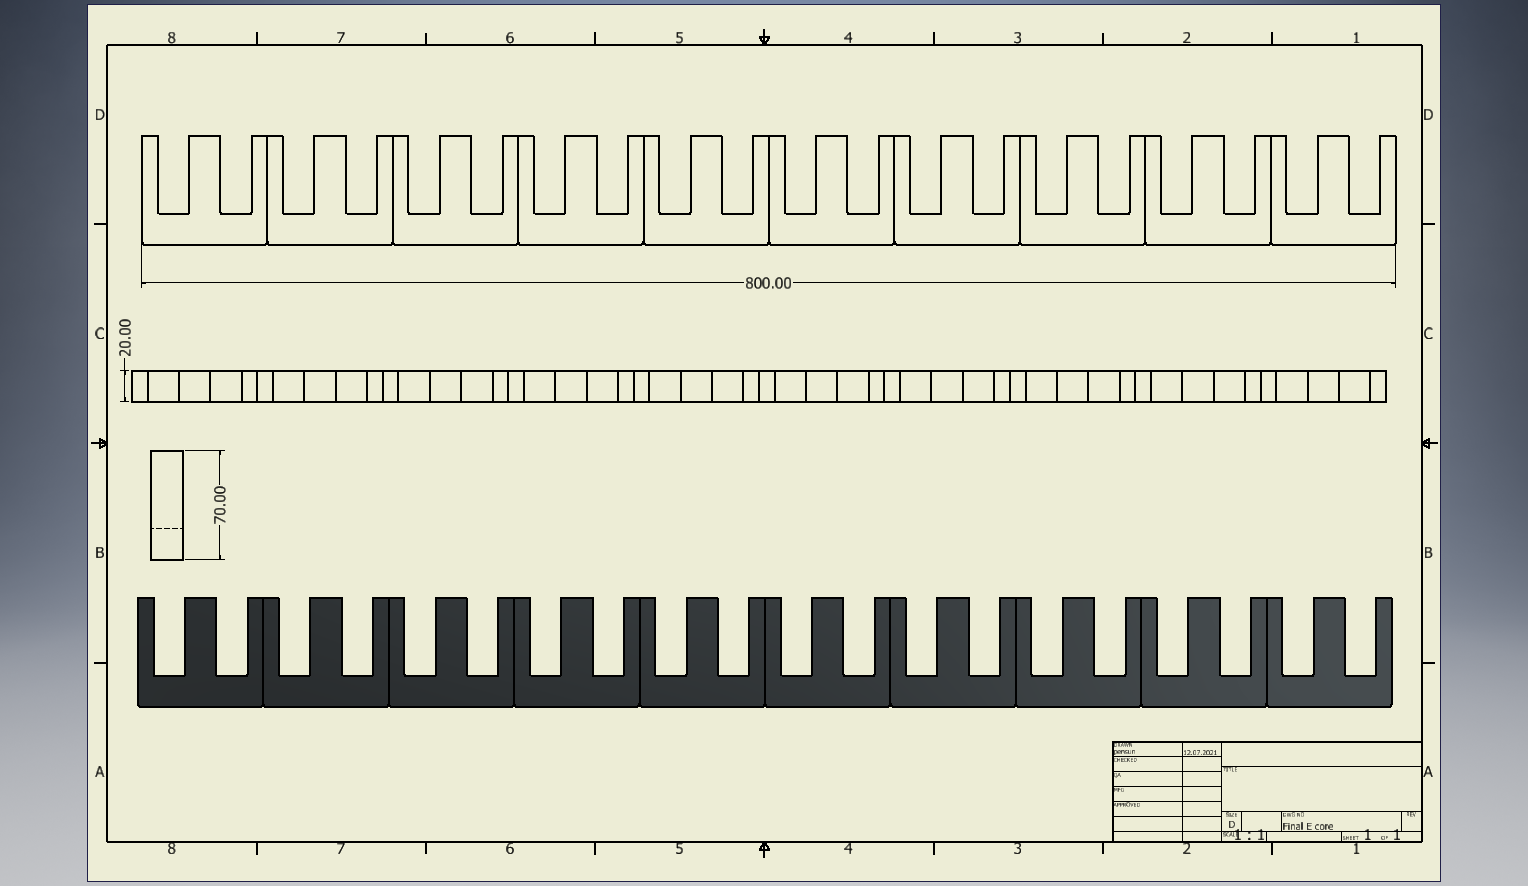 8 7 6 5 4 3 2 1
D D
800.00
20.00
C C
70.00
B B
DRAWN
12.07.2021
CHECKED
QA
TITLE
MFG
APPROVED
A A
SIZE
D
DWG NO
Final E core
REV
SCALE 1 : 1
SHEET 1 OF 1
8 7 6 5 4 3 2 1